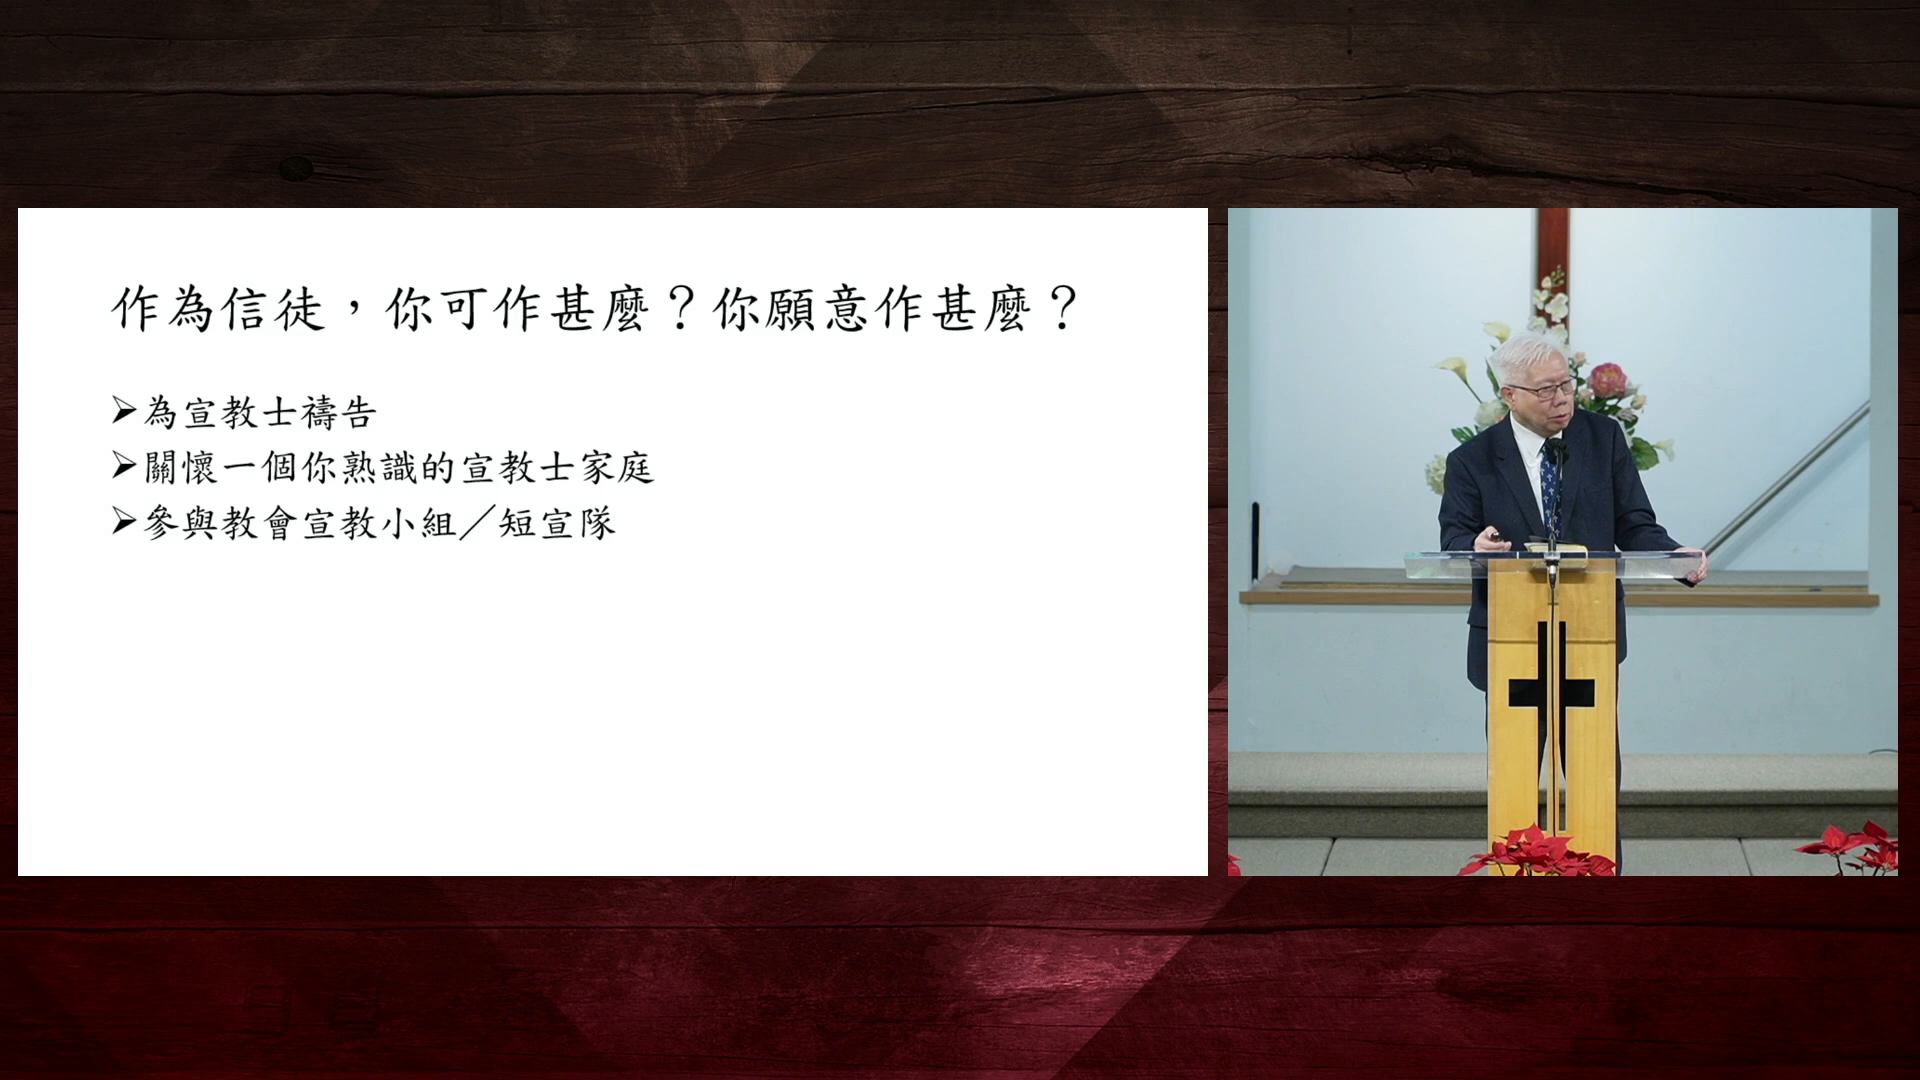 作為信徒，你可作甚麼？你願意作甚麼？
➢為宣教士禱告
➢關懷一個你熟識的宣教士家庭
➢參與教會宣教小組／短宣隊